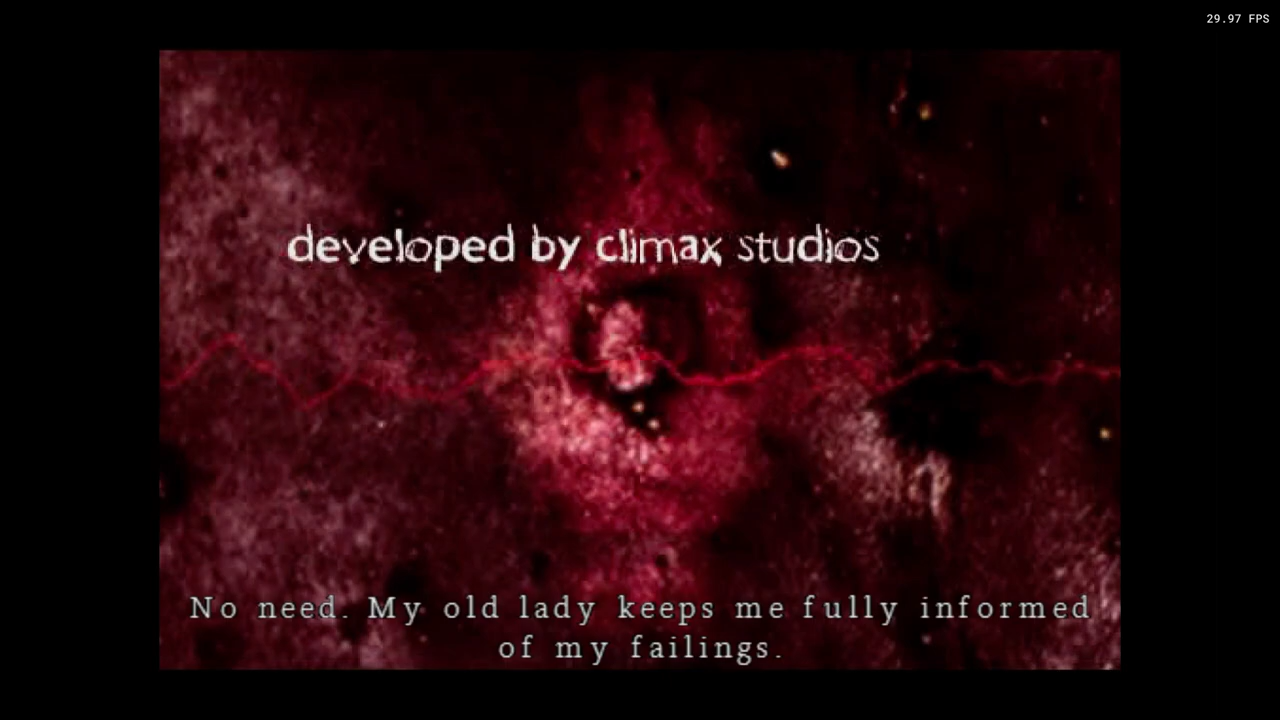 29.97 FPS
developed by climax studios
No need. My old lady keeps me fully informed
of my failings.